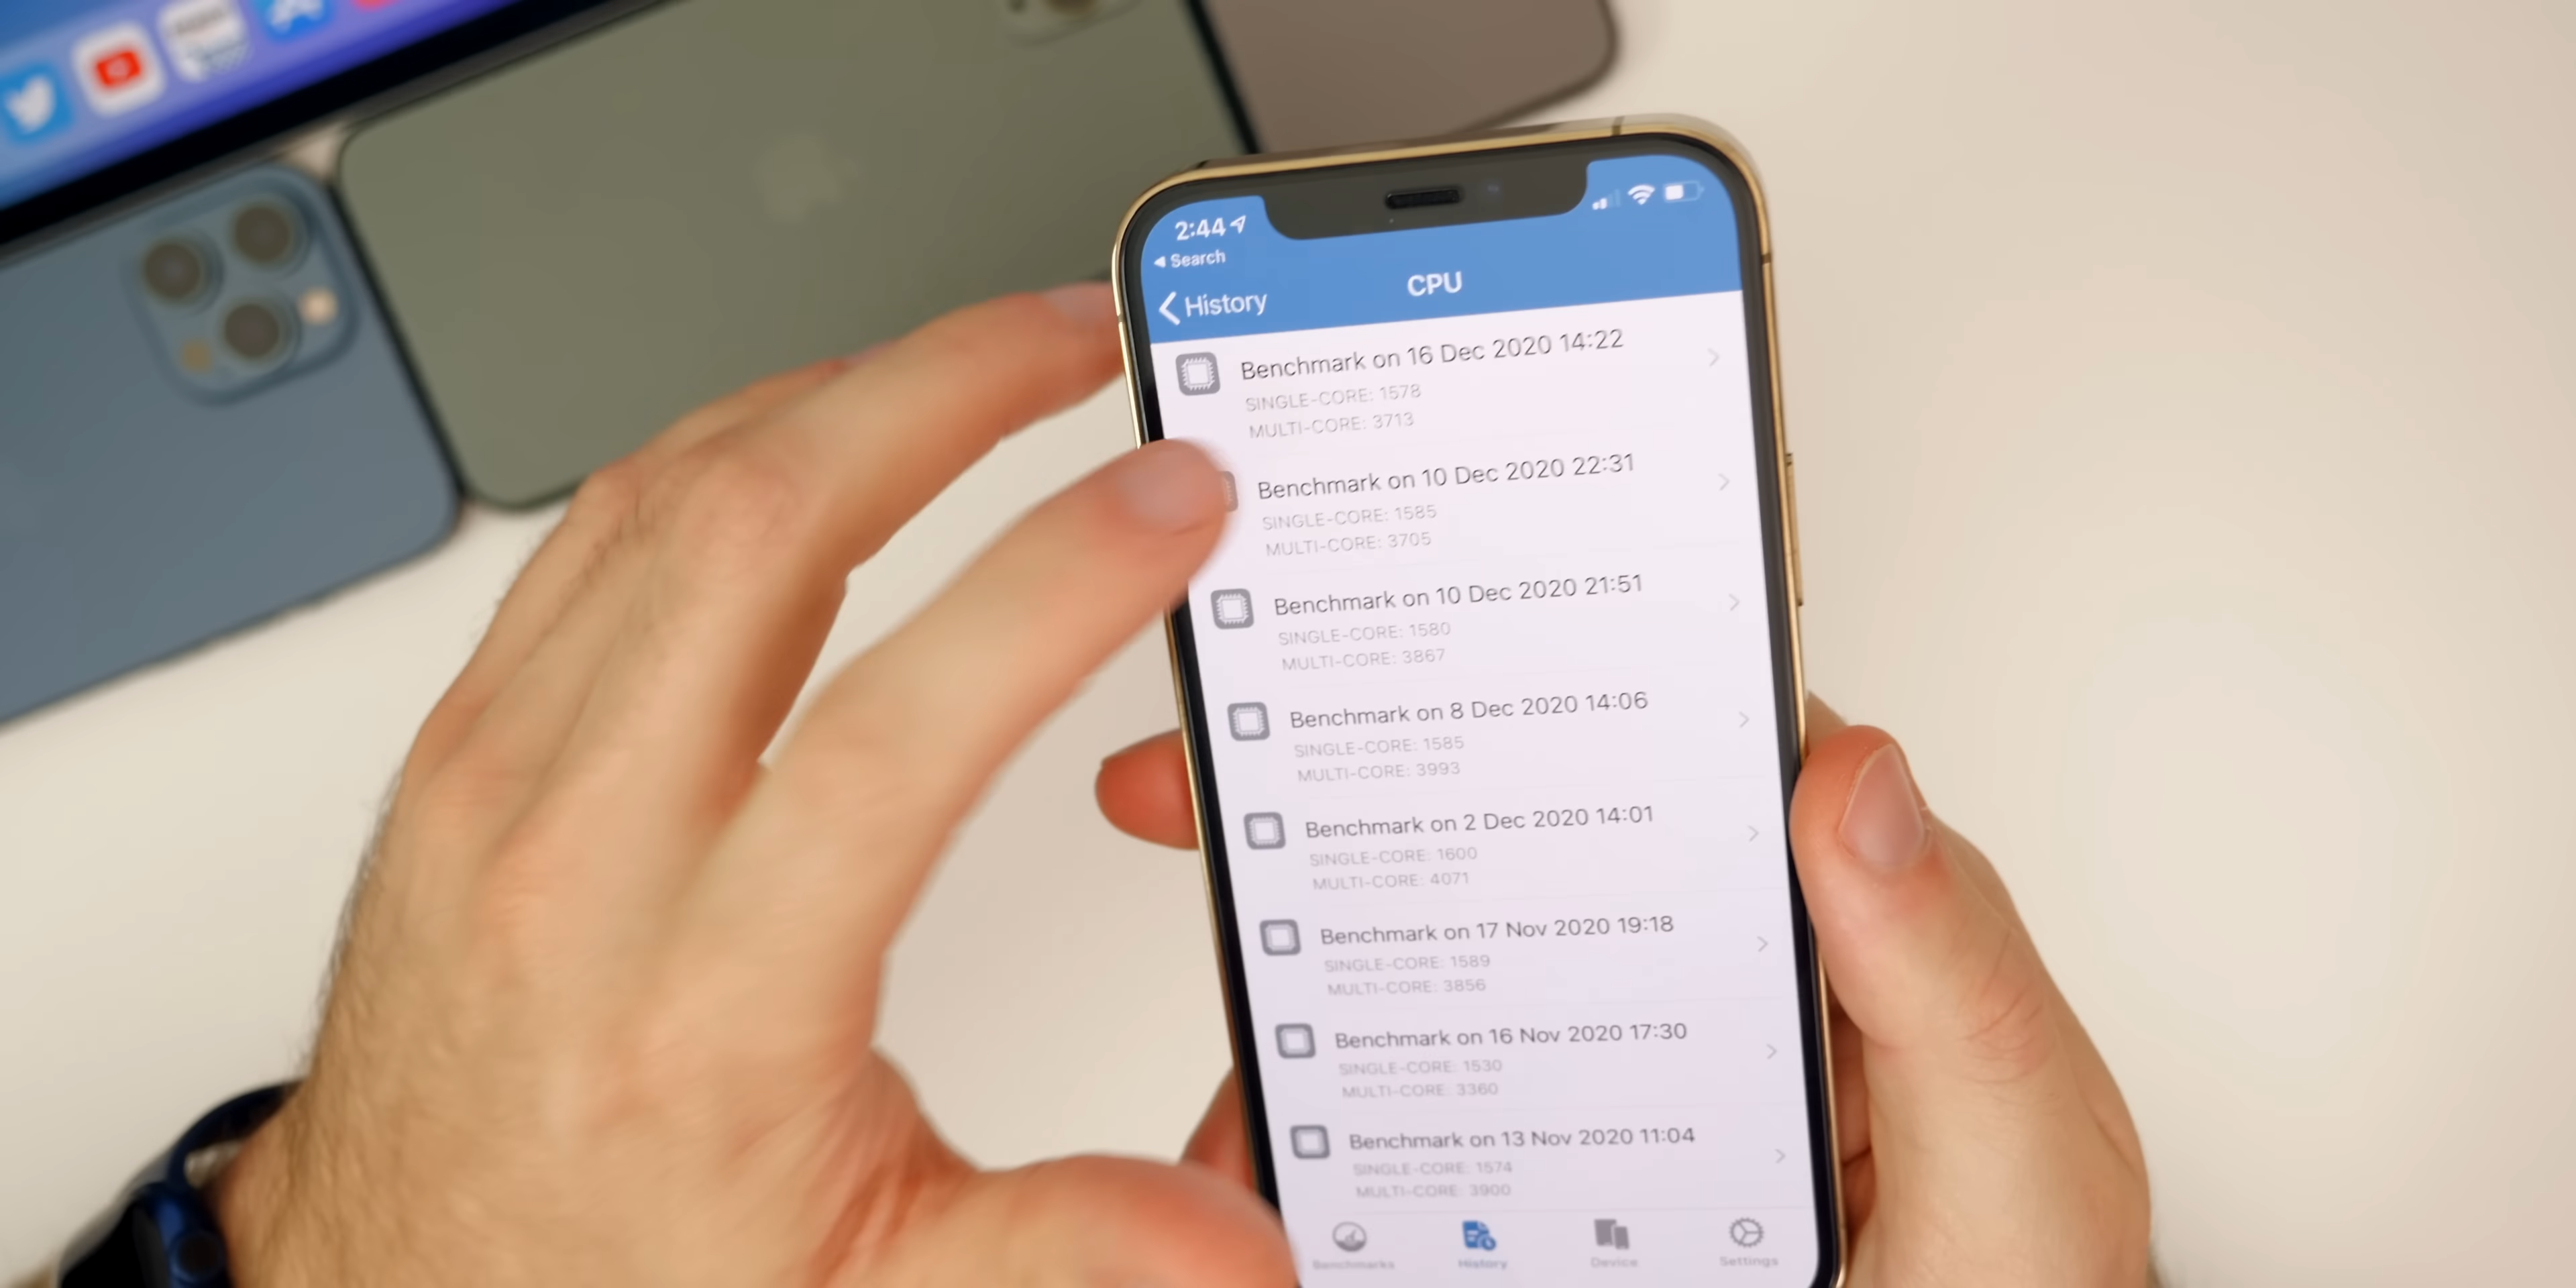 2:44
Search
History
CPU
Benchmark on 16 Dec 2020 14:22
SINGLE-CORE: 1578
MULTI-CORE: 3713
Benchmark on 10 Dec 2020 22:31
SINGLE-CORE: 1585
MULTI-CORE: 3705
Benchmark on 10 Dec 2020 21:51
SINGLE-CORE: 1580
MULTI-CORE: 3867
Benchmark on 8 Dec 2020 14:06
SINGLE-CORE: 1585
MULTI-CORE: 3993
Benchmark on 2 Dec 2020 14:01
SINGLE-CORE: 1600
MULTI-CORE: 4071
Benchmark on 17 Nov 2020 19:18
SINGLE-CORE: 1589
MULTI-CORE: 3856
Benchmark on 16 Nov 2020 17:30
SINGLE-CORE: 1530
MULTI-CORE: 3360
Benchmark on 13 Nov 2020 11:04
SINGLE-CORE: 1574
MULTI-CORE: 3900
Benchmarks
History
Device
Settings